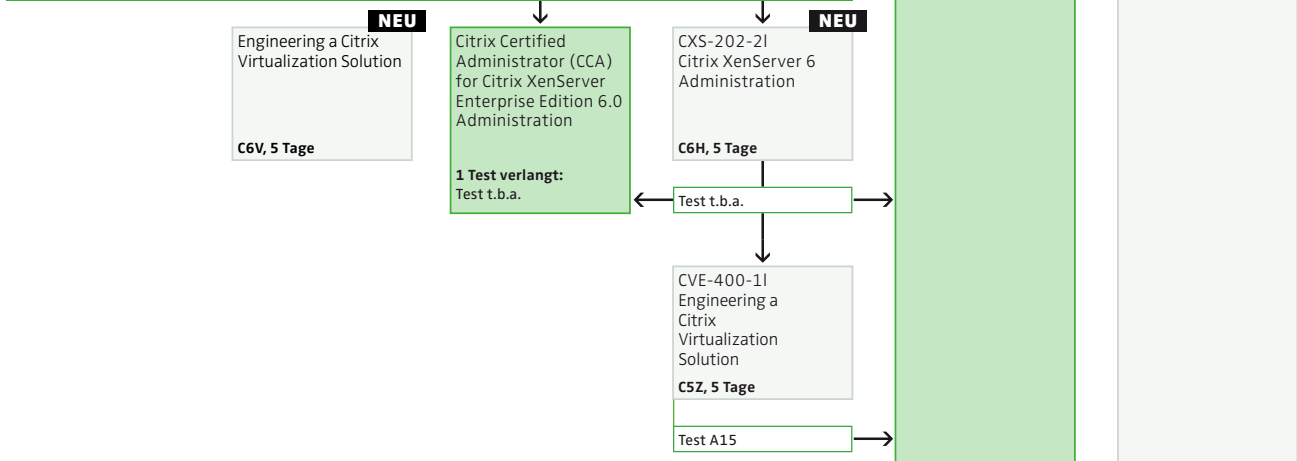 NEU
Engineering a Citrix
Virtualization Solution
C6V, 5 Tage
Citrix Certified
Administrator (CCA)
for Citrix XenServer
Enterprise Edition 6.0
Administration
1 Test verlangt:
Test t.b.a.
NEU
CXS-202-2I
Citrix XenServer 6
Administration
C6H, 5 Tage
Test t.b.a.
CVE-400-1I
Engineering a
Citrix
Virtualization
Solution
C5Z, 5 Tage
Test A15